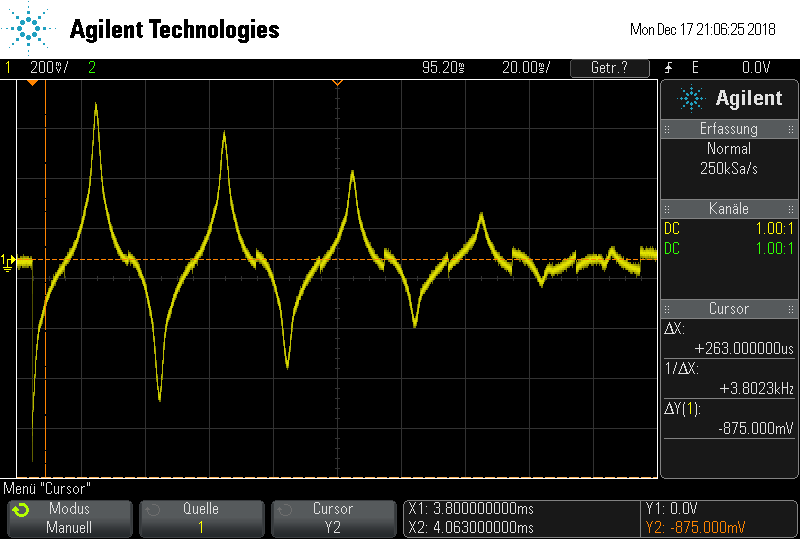 Agilent Technologies
Mon Dec 17 21:06:25 2018
1 200㎷/ 2 95.20㎳ 20.00㎳/ Getr.? E 0.0V
Agilent
Erfassung
Normal
250kSa/s
Kanäle
DC 1.00:1
DC 1.00:1
Cursor
ΔX:
+263.000000us
1/ΔX:
+3.8023kHz
ΔY(1):
-875.000mV
1
Menü "Cursor"
Modus
Manuell
Quelle
1
Cursor
Y2
X1: 3.800000000ms
X2: 4.063000000ms
Y1: 0.0V
Y2: -875.000mV